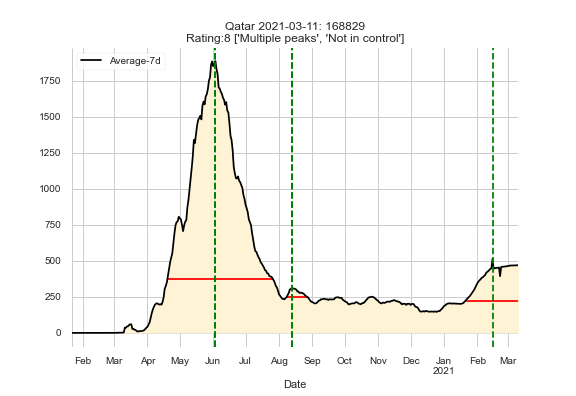 Qatar 2021-03-11: 168829
Rating:8 ['Multiple peaks', 'Not in control']
Average-7d
1750
1500
1250
1000
750
500
250
0
Feb Mar Apr May Jun Jul Aug Sep Oct Nov Dec Jan Feb Mar
2021
Date